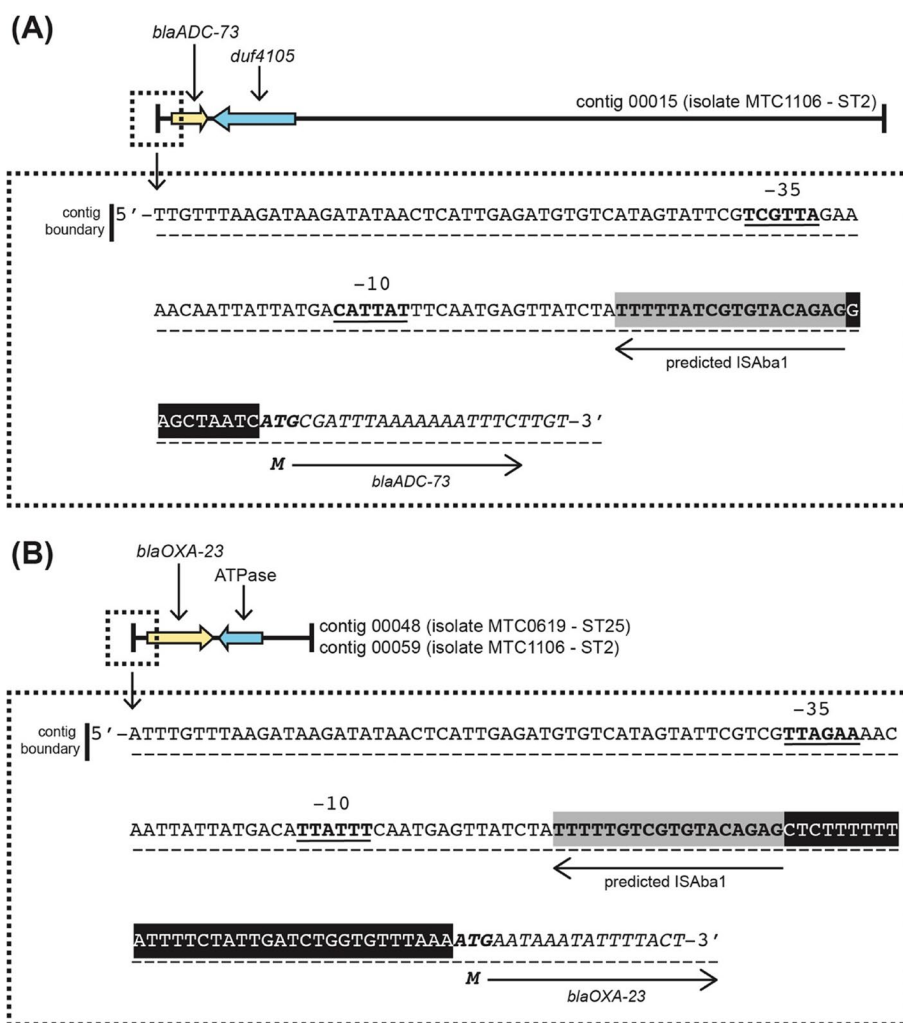 (A)
blaADC-73
duf4105
contig 00015 (isolate MTC1106 - ST2)
−35
contig
boundary
5’–TTGTTTAAGATAAGATATAACTCATTGAGATGTGTCATAGTATTCGTCGTTAGAA
−10
AACAATTATTATGACATTATTTCAATGAGTTATCTATTTTTATCGTGTACAGAGG
predicted ISAba1
AGCTAATCATGCGATTTAAAAAAATTTCTTGT–3’
M
blaADC-73
(B)
blaOXA-23
ATPase
contig 00048 (isolate MTC0619 - ST25)
contig 00059 (isolate MTC1106 - ST2)
−35
contig
boundary
5’–ATTTGTTTAAGATAAGATATAACTCATTGAGATGTGTCATAGTATTCGTCGTTAGAAAAC
−10
AATTATTATGACATTATTTCAATGAGTTATCTATTTTTGTCGTGTACAGAGCTCTTTTTT
predicted ISAba1
ATTTTCTATTGATCTGGTGTTTAAAATGAATAAATATTTTACT–3’
M
blaOXA-23